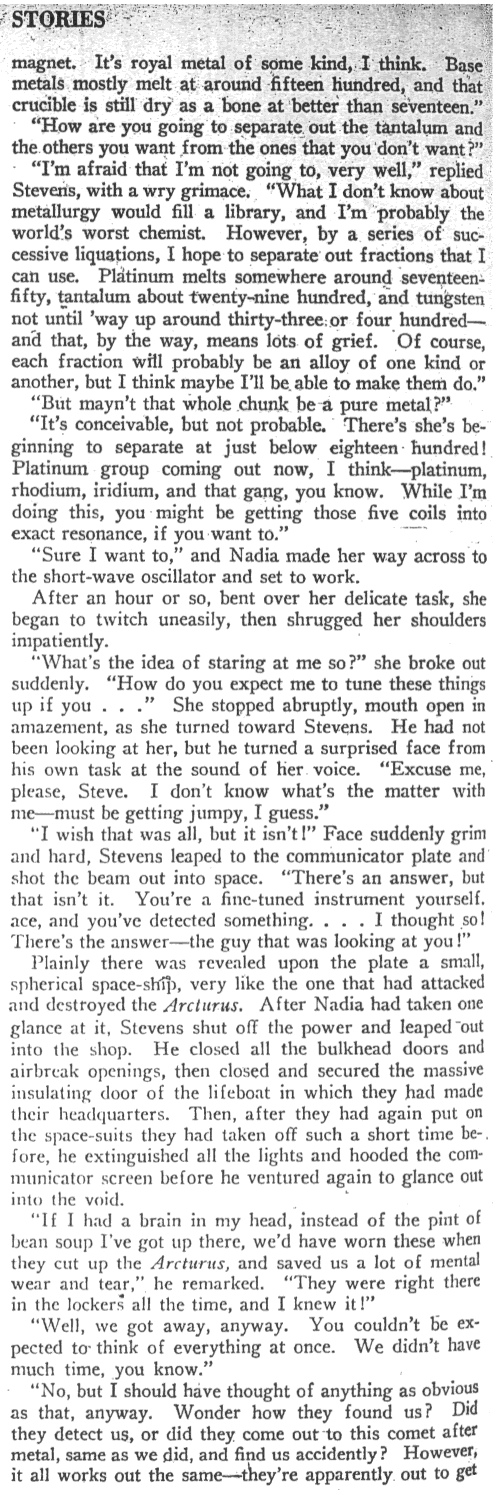 STORIES
magnet. It's royal metal of some kind, I think. Base
metals mostly melt at around fifteen hundred, and that
crucible is still dry as a bone at better than seventeen."
"How are you going to separate out the tantalum and
the others you want from the ones that you don't want?"
"I'm afraid that I'm not going to, very well," replied
Stevens, with a wry grimace. "What I don't know about
metallurgy would fill a library, and I'm probably the
world's worst chemist. However, by a series of suc-
cessive liquations, I hope to separate out fractions that I
can use. Platinum melts somewhere around seventeen-
fifty, tantalum about twenty-nine hundred, and tungsten
not until 'way up around thirty-three or four hundred—
and that, by the way, means lots of grief. Of course,
each fraction will probably be an alloy of one kind or
another, but I think maybe I'll be able to make them do."
"But mayn't that whole chunk be a pure metal?"
"It's conceivable, but not probable. There's she's be-
ginning to separate at just below eighteen hundred!
Platinum group coming out now, I think—platinum,
rhodium, iridium, and that gang, you know. While I'm
doing this, you might be getting those five coils into
exact resonance, if you want to."
"Sure I want to," and Nadia made her way across to
the short-wave oscillator and set to work.
After an hour or so, bent over her delicate task, she
began to twitch uneasily, then shrugged her shoulders
impatiently.
"What's the idea of staring at me so?" she broke out
suddenly. "How do you expect me to tune these things
up if you . . ." She stopped abruptly, mouth open in
amazement, as she turned toward Stevens. He had not
been looking at her, but he turned a surprised face from
his own task at the sound of her voice. "Excuse me,
please, Steve. I don't know what's the matter with
me—must be getting jumpy, I guess."
"I wish that was all, but it isn't!" Face suddenly grim
and hard, Stevens leaped to the communicator plate and
shot the beam out into space. "There's an answer, but
that isn't it. You're a fine-tuned instrument yourself,
ace, and you've detected something. . . . I thought so!
There's the answer—the guy that was looking at you!"
Plainly there was revealed upon the plate a small,
spherical space-ship, very like the one that had attacked
and destroyed the Arcturus. After Nadia had taken one
glance at it, Stevens shut off the power and leaped out
into the shop. He closed all the bulkhead doors and
airbreak openings, then closed and secured the massive
insulating door of the lifeboat in which they had made
their headquarters. Then, after they had again put on
the space-suits they had taken off such a short time be-
fore, he extinguished all the lights and hooded the com-
municator screen before he ventured again to glance out
into the void.
"If I had a brain in my head, instead of the pint of
bean soup I've got up there, we'd have worn these when
they cut up the Arcturus, and saved us a lot of mental
wear and tear," he remarked. "They were right there
in the lockers all the time, and I knew it!"
"Well, we got away, anyway. You couldn't be ex-
pected to think of everything at once. We didn't have
much time, you know."
"No, but I should have thought of anything as obvious
as that, anyway. Wonder how they found us? Did
they detect us, or did they come out to this comet after
metal, same as we did, and find us accidently? However,
it all works out the same—they're apparently out to get